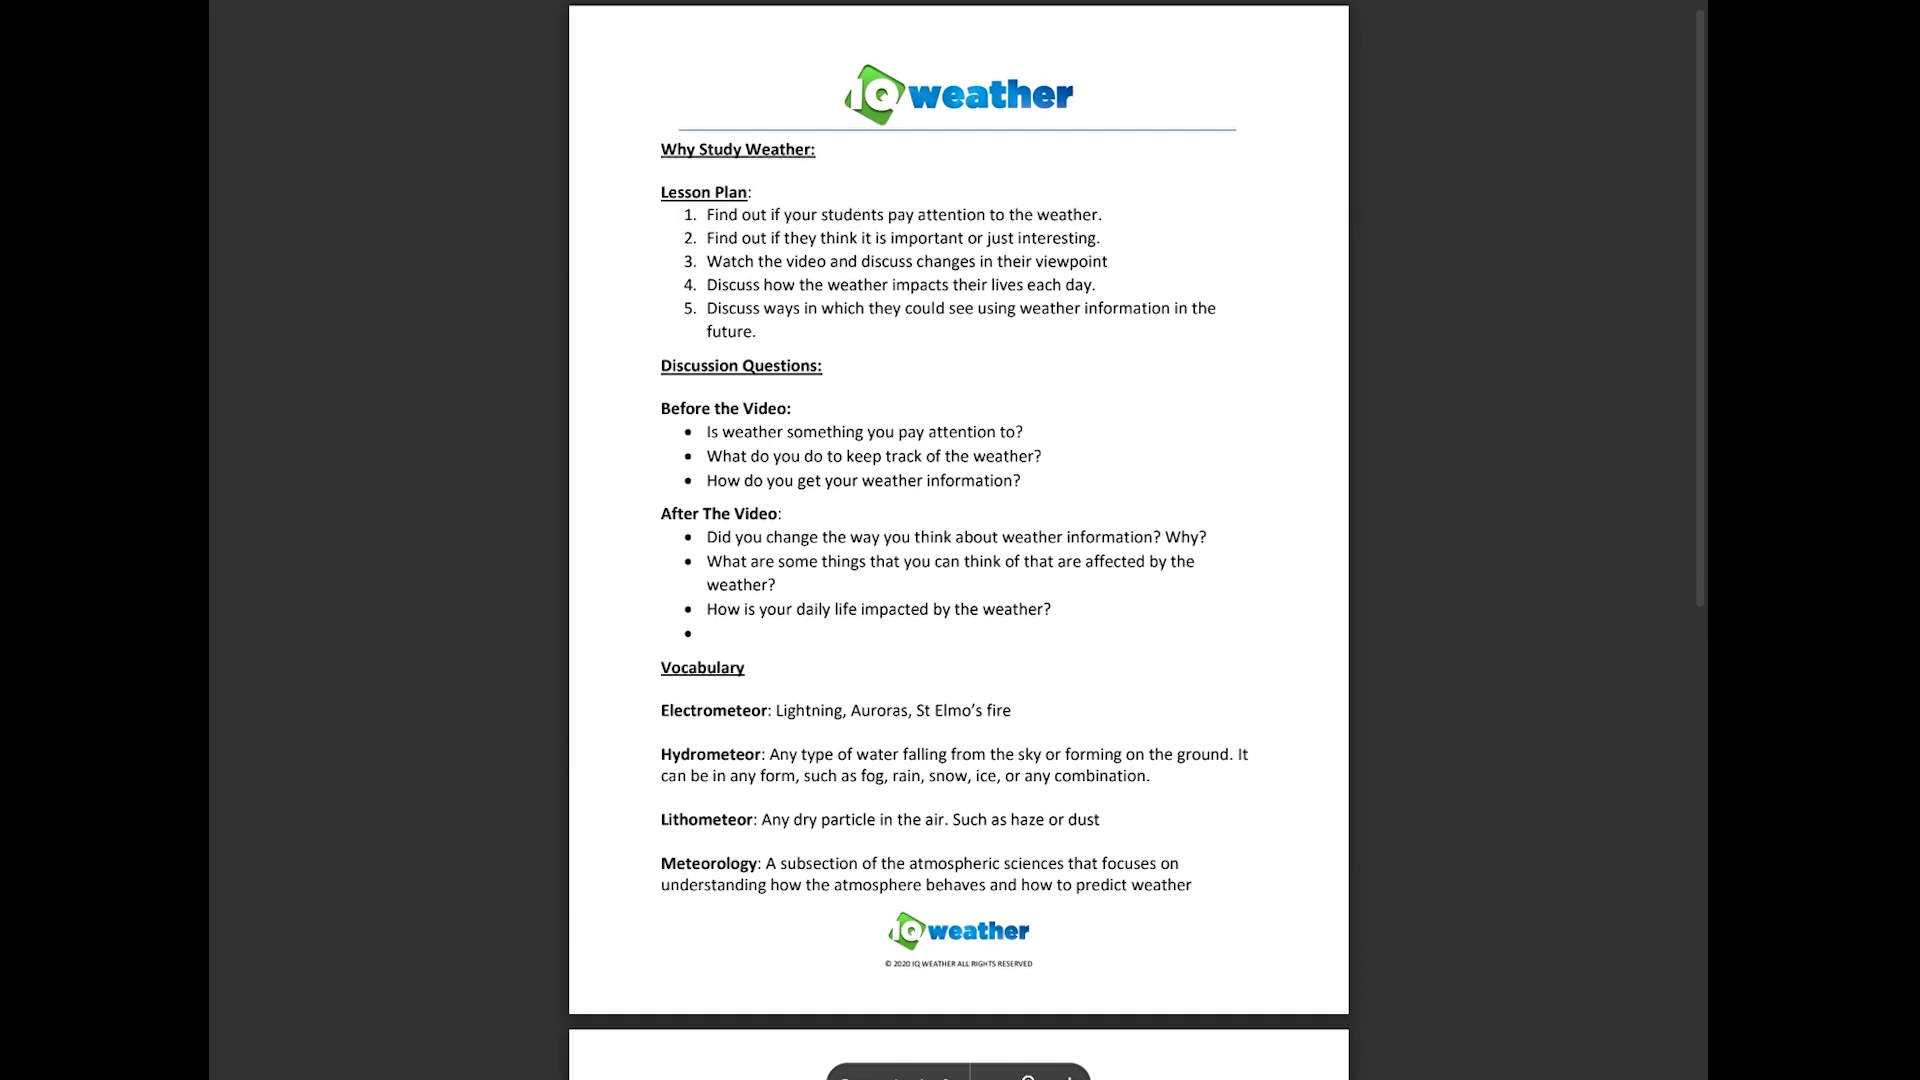 IQ weather
Why Study Weather:
Lesson Plan:
1. Find out if your students pay attention to the weather.
2. Find out if they think it is important or just interesting.
3. Watch the video and discuss changes in their viewpoint
4. Discuss how the weather impacts their lives each day.
5. Discuss ways in which they could see using weather information in the
future.
Discussion Questions:
Before the Video:
• Is weather something you pay attention to?
• What do you do to keep track of the weather?
• How do you get your weather information?
After The Video:
• Did you change the way you think about weather information? Why?
• What are some things that you can think of that are affected by the
weather?
• How is your daily life impacted by the weather?
•
Vocabulary
Electrometeor: Lightning, Auroras, St Elmo’s fire
Hydrometeor: Any type of water falling from the sky or forming on the ground. It
can be in any form, such as fog, rain, snow, ice, or any combination.
Lithometeor: Any dry particle in the air. Such as haze or dust
Meteorology: A subsection of the atmospheric sciences that focuses on
understanding how the atmosphere behaves and how to predict weather
IQ weather
© 2020 IQ WEATHER ALL RIGHTS RESERVED